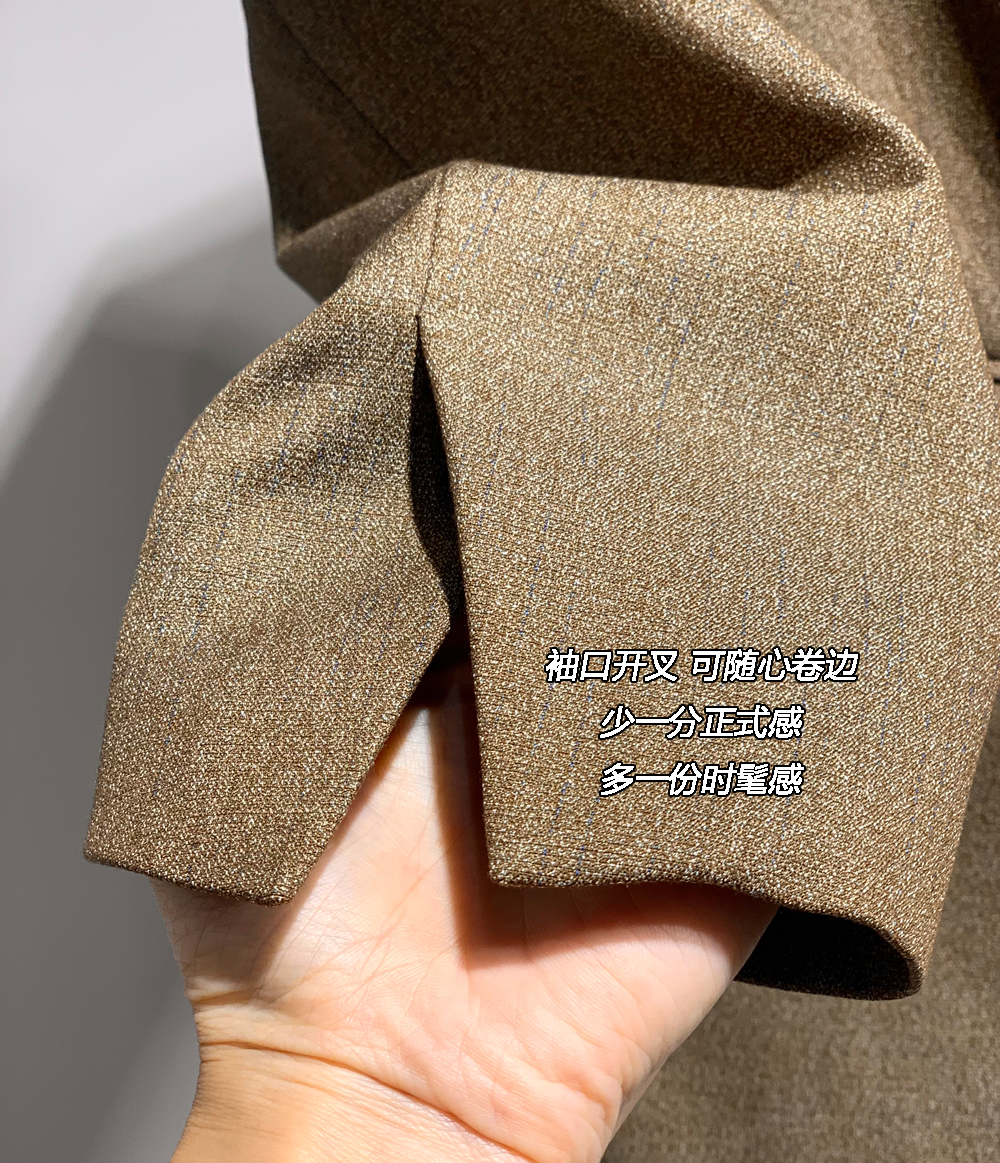 袖口开叉 可随心卷边
少一分正式感
多一份时髦感